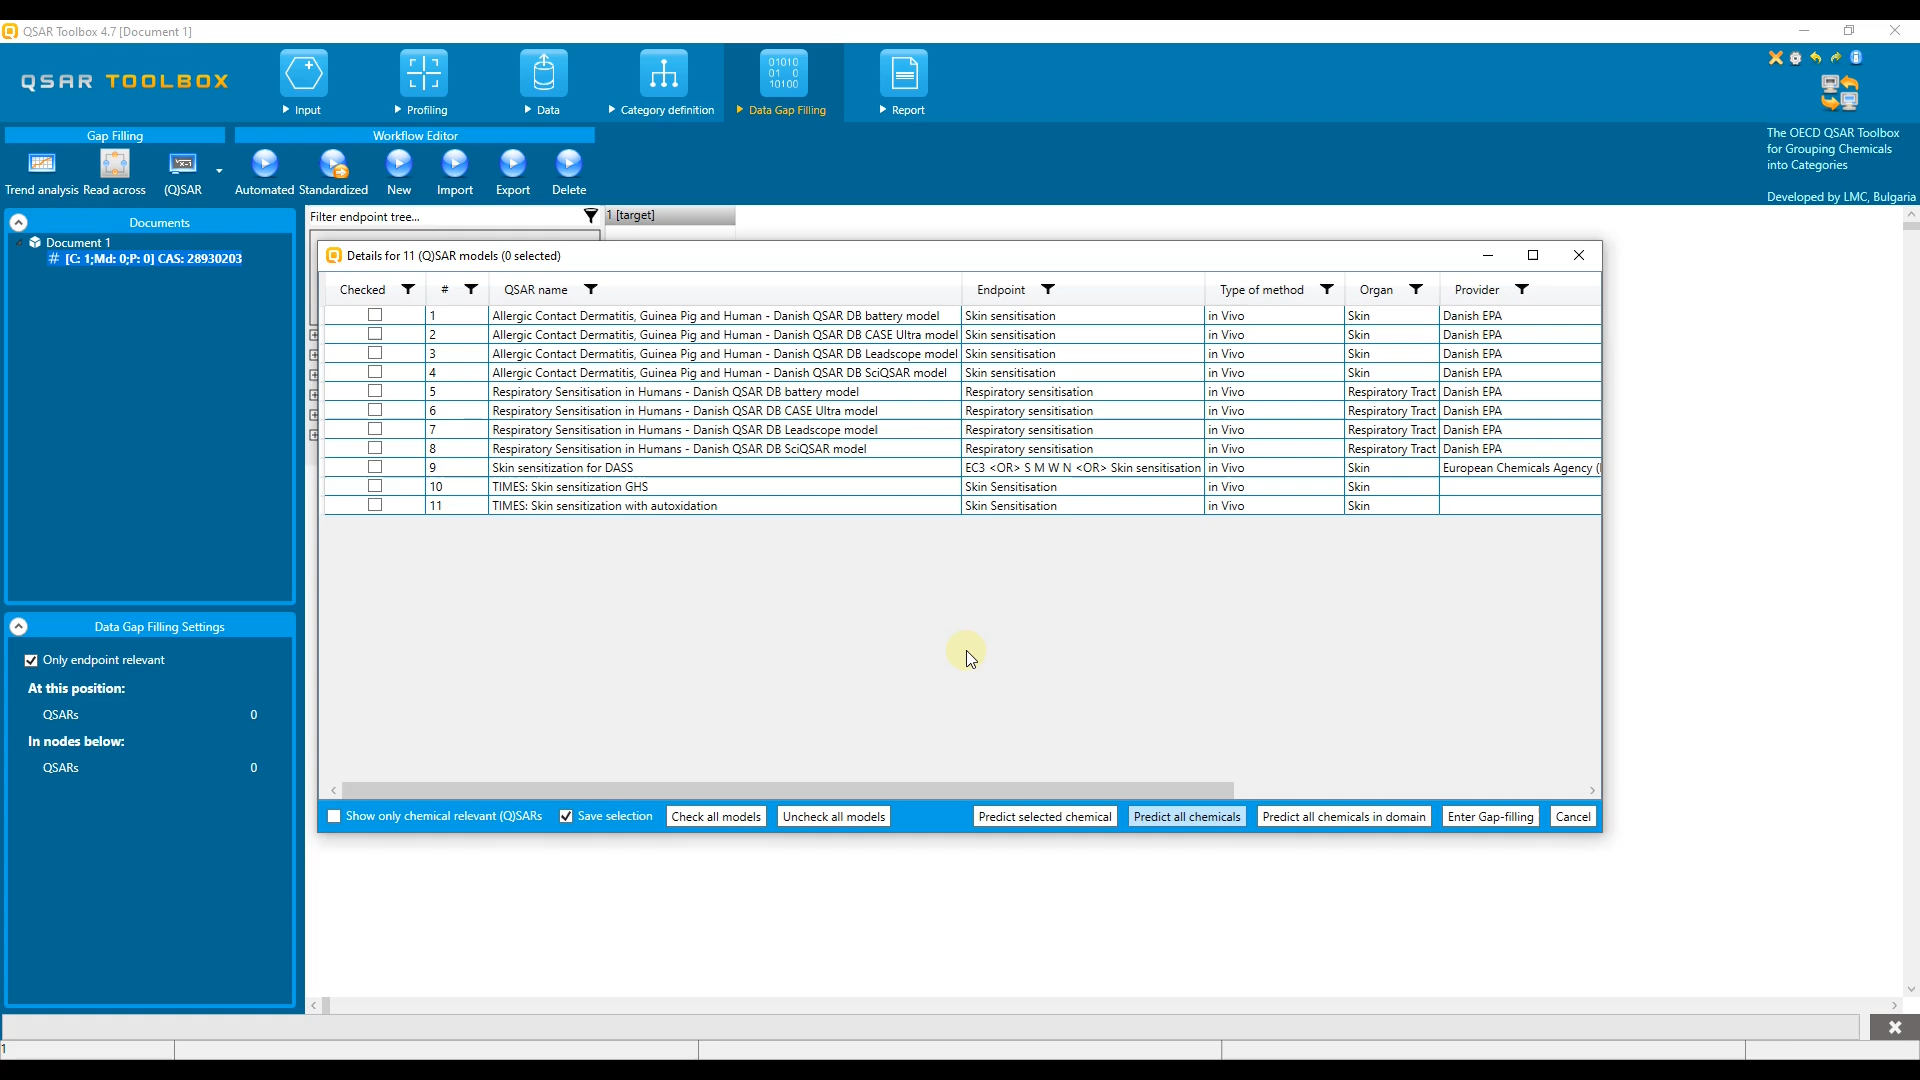 QSAR Toolbox 4.7 [Document 1]
QSAR TOOLBOX
Input
Profiling
Data
Category definition
01010
01 0
10100
Data Gap Filling
Report
The OECD QSAR Toolbox
for Grouping Chemicals
into Categories
Developed by LMC, Bulgaria
Gap Filling
Workflow Editor
Trend analysis Read across (Q)SAR Automated Standardized New Import Export Delete
Documents
Document 1
# [C: 1;Md: 0;P: 0] CAS: 28930203
Filter endpoint tree...
1 [target]
Details for 11 (Q)SAR models (0 selected)
Checked # QSAR name Endpoint Type of method Organ Provider
1 Allergic Contact Dermatitis, Guinea Pig and Human - Danish QSAR DB battery model Skin sensitisation in Vivo Skin Danish EPA
2 Allergic Contact Dermatitis, Guinea Pig and Human - Danish QSAR DB CASE Ultra model Skin sensitisation in Vivo Skin Danish EPA
3 Allergic Contact Dermatitis, Guinea Pig and Human - Danish QSAR DB Leadscope model Skin sensitisation in Vivo Skin Danish EPA
4 Allergic Contact Dermatitis, Guinea Pig and Human - Danish QSAR DB SciQSAR model Skin sensitisation in Vivo Skin Danish EPA
5 Respiratory Sensitisation in Humans - Danish QSAR DB battery model Respiratory sensitisation in Vivo Respiratory Tract Danish EPA
6 Respiratory Sensitisation in Humans - Danish QSAR DB CASE Ultra model Respiratory sensitisation in Vivo Respiratory Tract Danish EPA
7 Respiratory Sensitisation in Humans - Danish QSAR DB Leadscope model Respiratory sensitisation in Vivo Respiratory Tract Danish EPA
8 Respiratory Sensitisation in Humans - Danish QSAR DB SciQSAR model Respiratory sensitisation in Vivo Respiratory Tract Danish EPA
9 Skin sensitization for DASS EC3 <OR> S M W N <OR> Skin sensitisation in Vivo Skin European Chemicals Agency (
10 TIMES: Skin sensitization GHS Skin Sensitisation in Vivo Skin
11 TIMES: Skin sensitization with autoxidation Skin Sensitisation in Vivo Skin
Show only chemical relevant (Q)SARs Save selection Check all models Uncheck all models Predict selected chemical Predict all chemicals Predict all chemicals in domain Enter Gap-filling Cancel
Data Gap Filling Settings
Only endpoint relevant
At this position:
QSARs 0
In nodes below:
QSARs 0
1